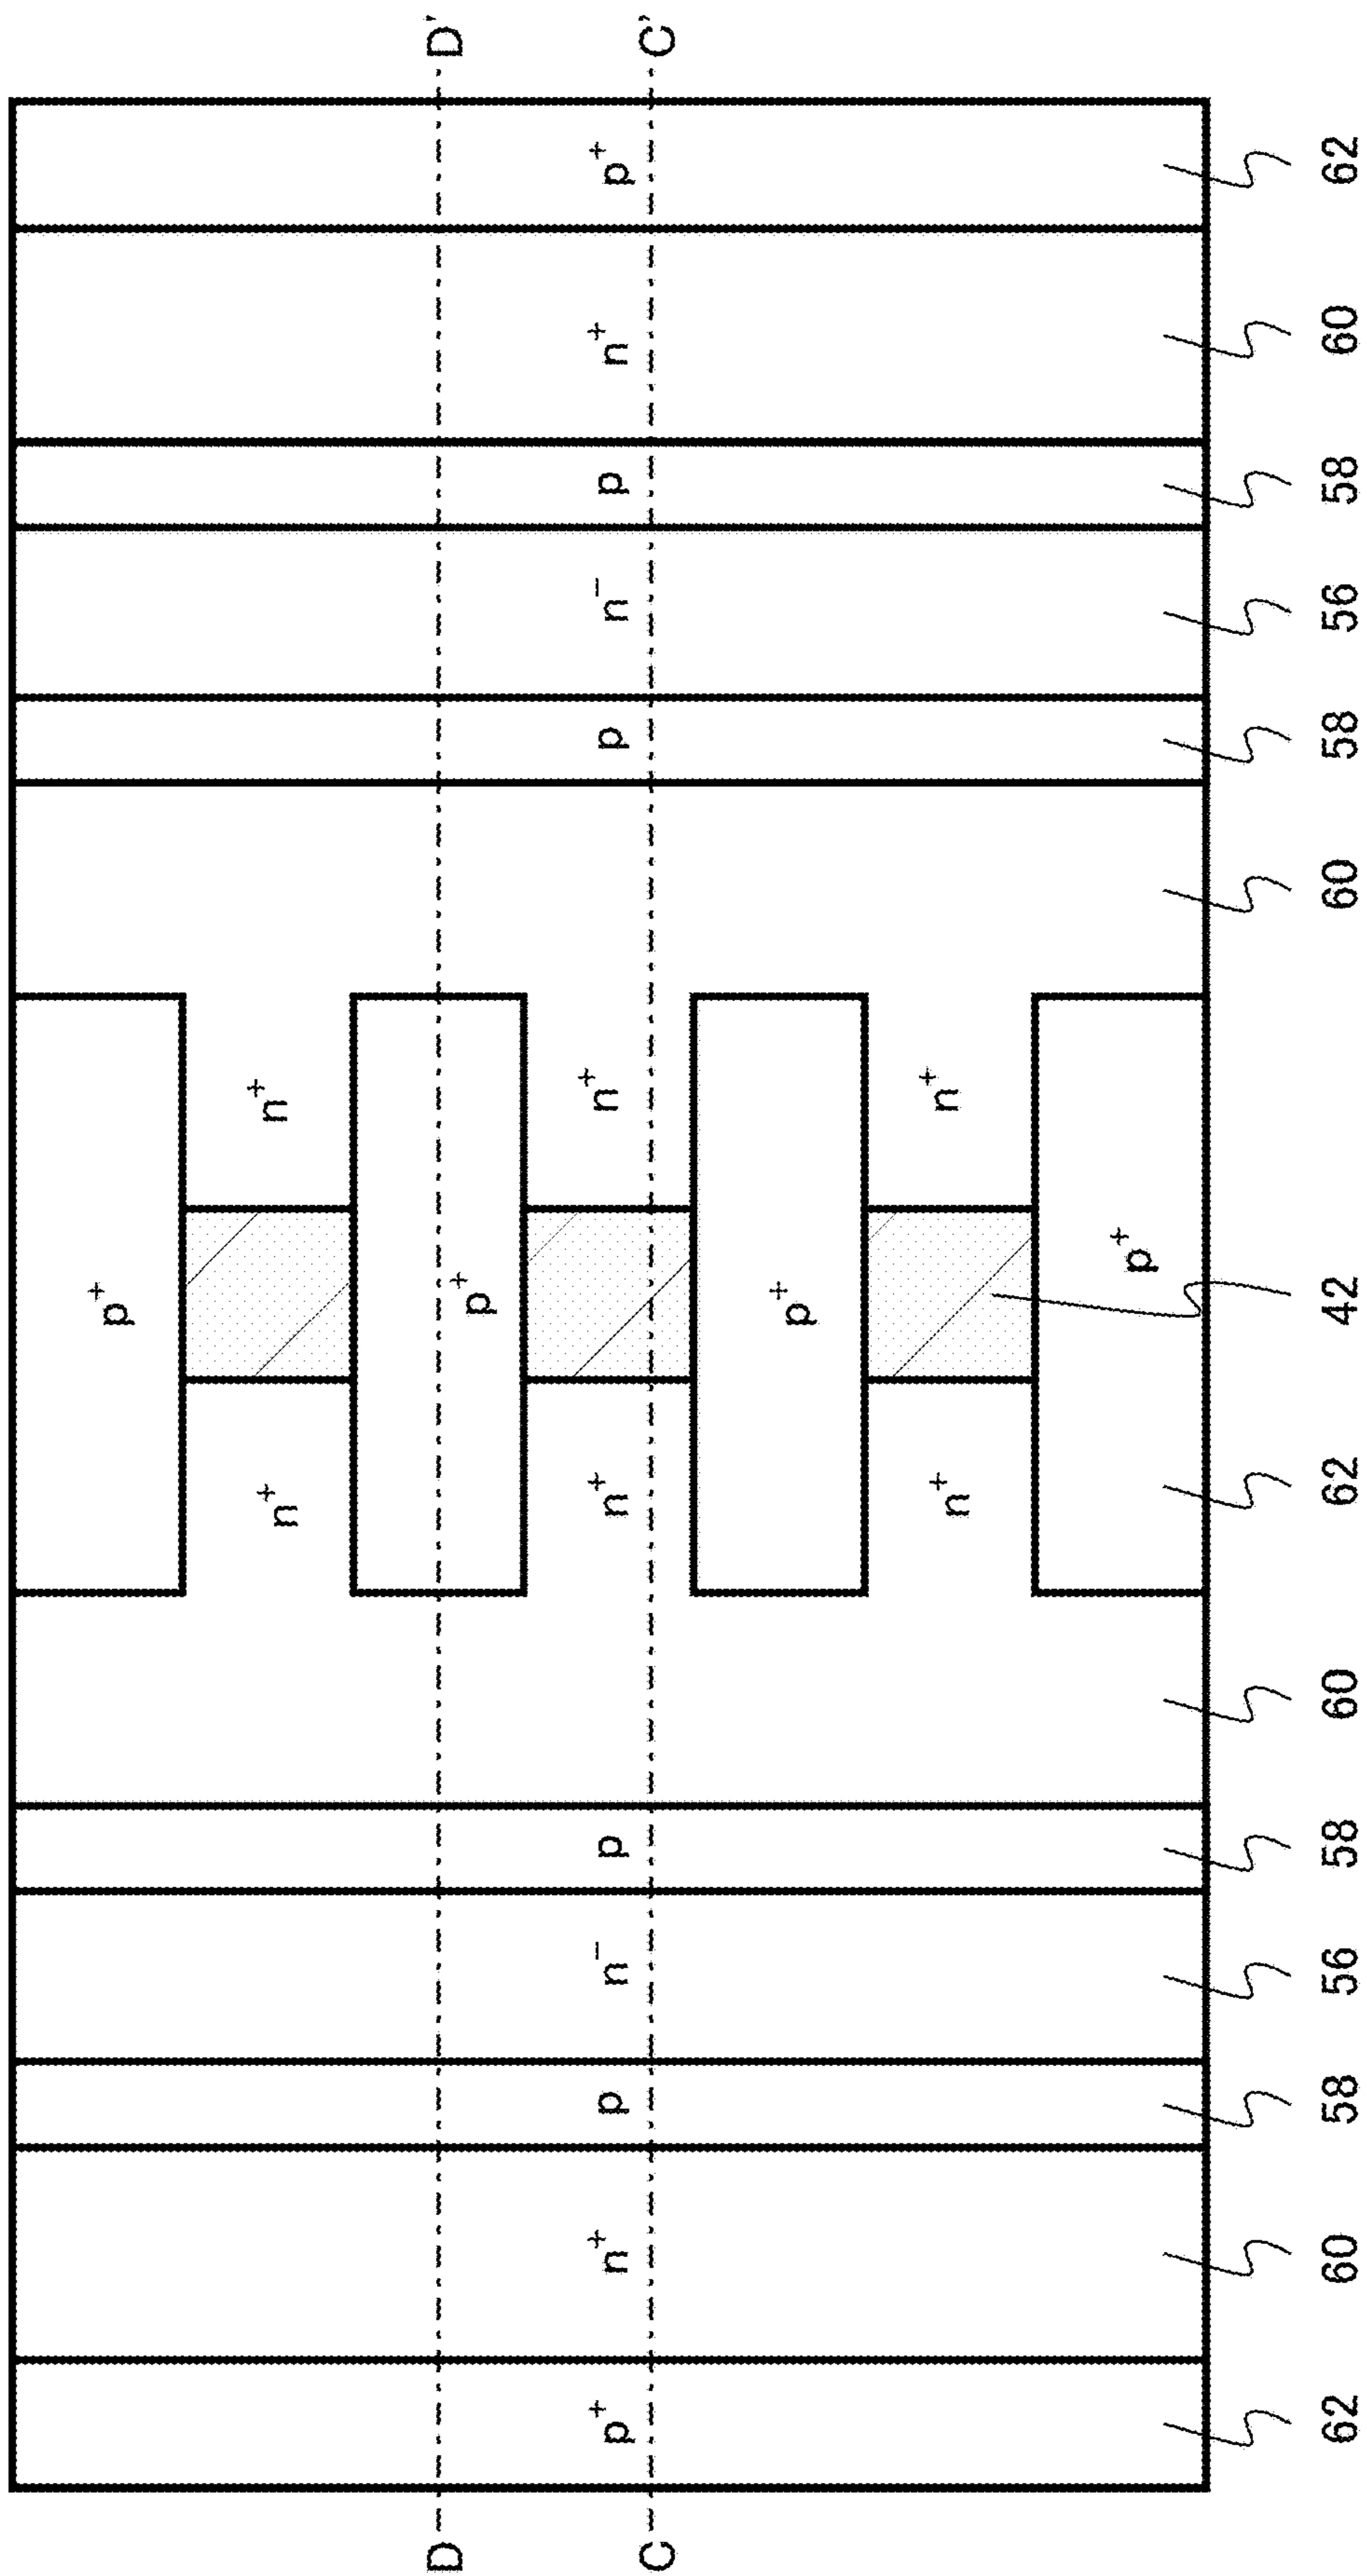 p⁺
n⁺ n⁺
D D'
p⁺
p⁺ n⁺ p n⁻ p n⁺ n⁺ p n⁻ p n⁺ p⁺
C C'
p⁺
n⁺ n⁺
p⁺
62 60 58 56 58 60 62 42 60 58 56 58 60 62